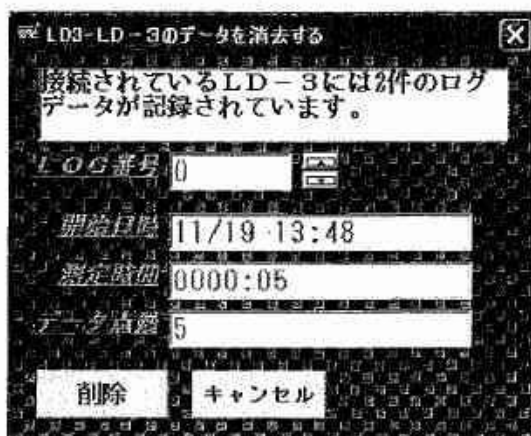 LD3-LD-3のデータを消去する
接続されているLD-3には2件のログ
データが記録されています。
LOG番号 0
開始日時 11/19 13:48
測定時間 0000:05
データ点数 5
削除 キャンセル